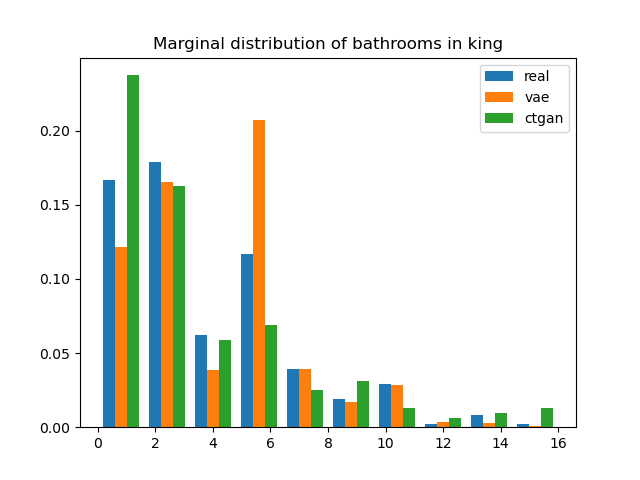 Marginal distribution of bathrooms in king
real
vae
ctgan
0.20
0.15
0.10
0.05
0.00
0 2 4 6 8 10 12 14 16